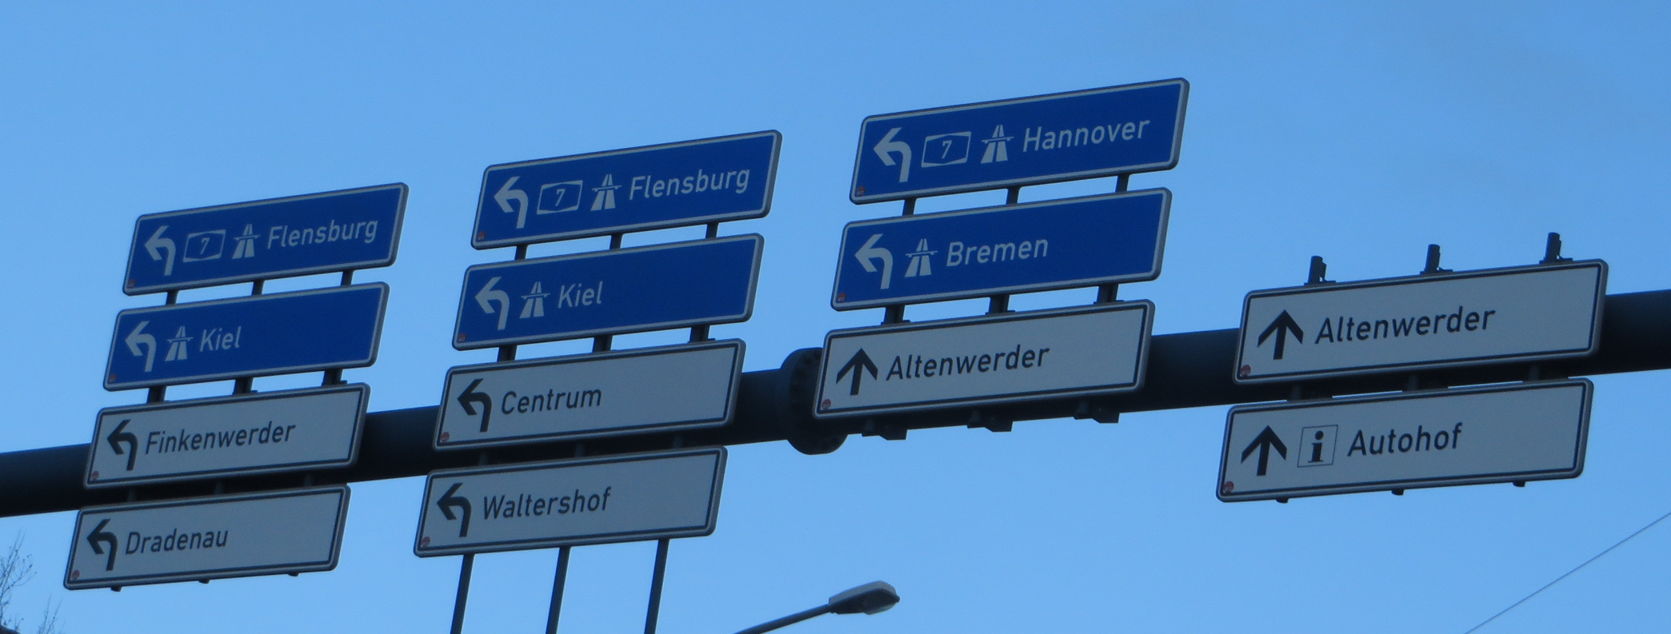 7 Flensburg
Kiel
Finkenwerder
Dradenau
7 Flensburg
Kiel
Centrum
Waltershof
7 Hannover
Bremen
Altenwerder
Altenwerder
i Autohof